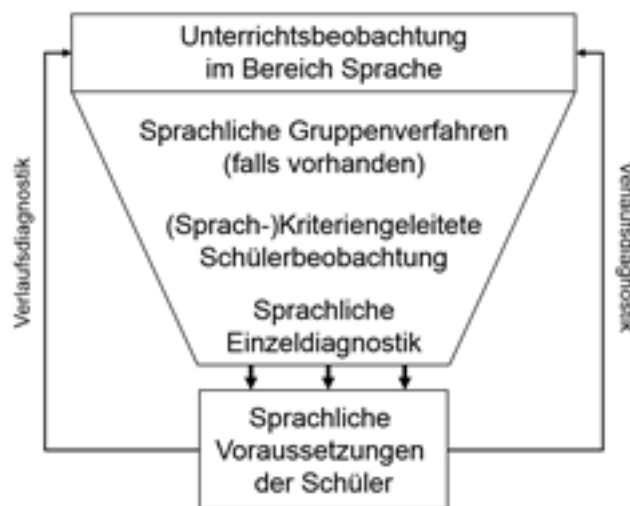 Unterrichtsbeobachtung
im Bereich Sprache
Sprachliche Gruppenverfahren
(falls vorhanden)
(Sprach-)Kriteriengeleitete
Schülerbeobachtung
Sprachliche
Einzeldiagnostik
Sprachliche
Voraussetzungen
der Schüler
Verlaufsdiagnostik
Verlaufsdiagnostik